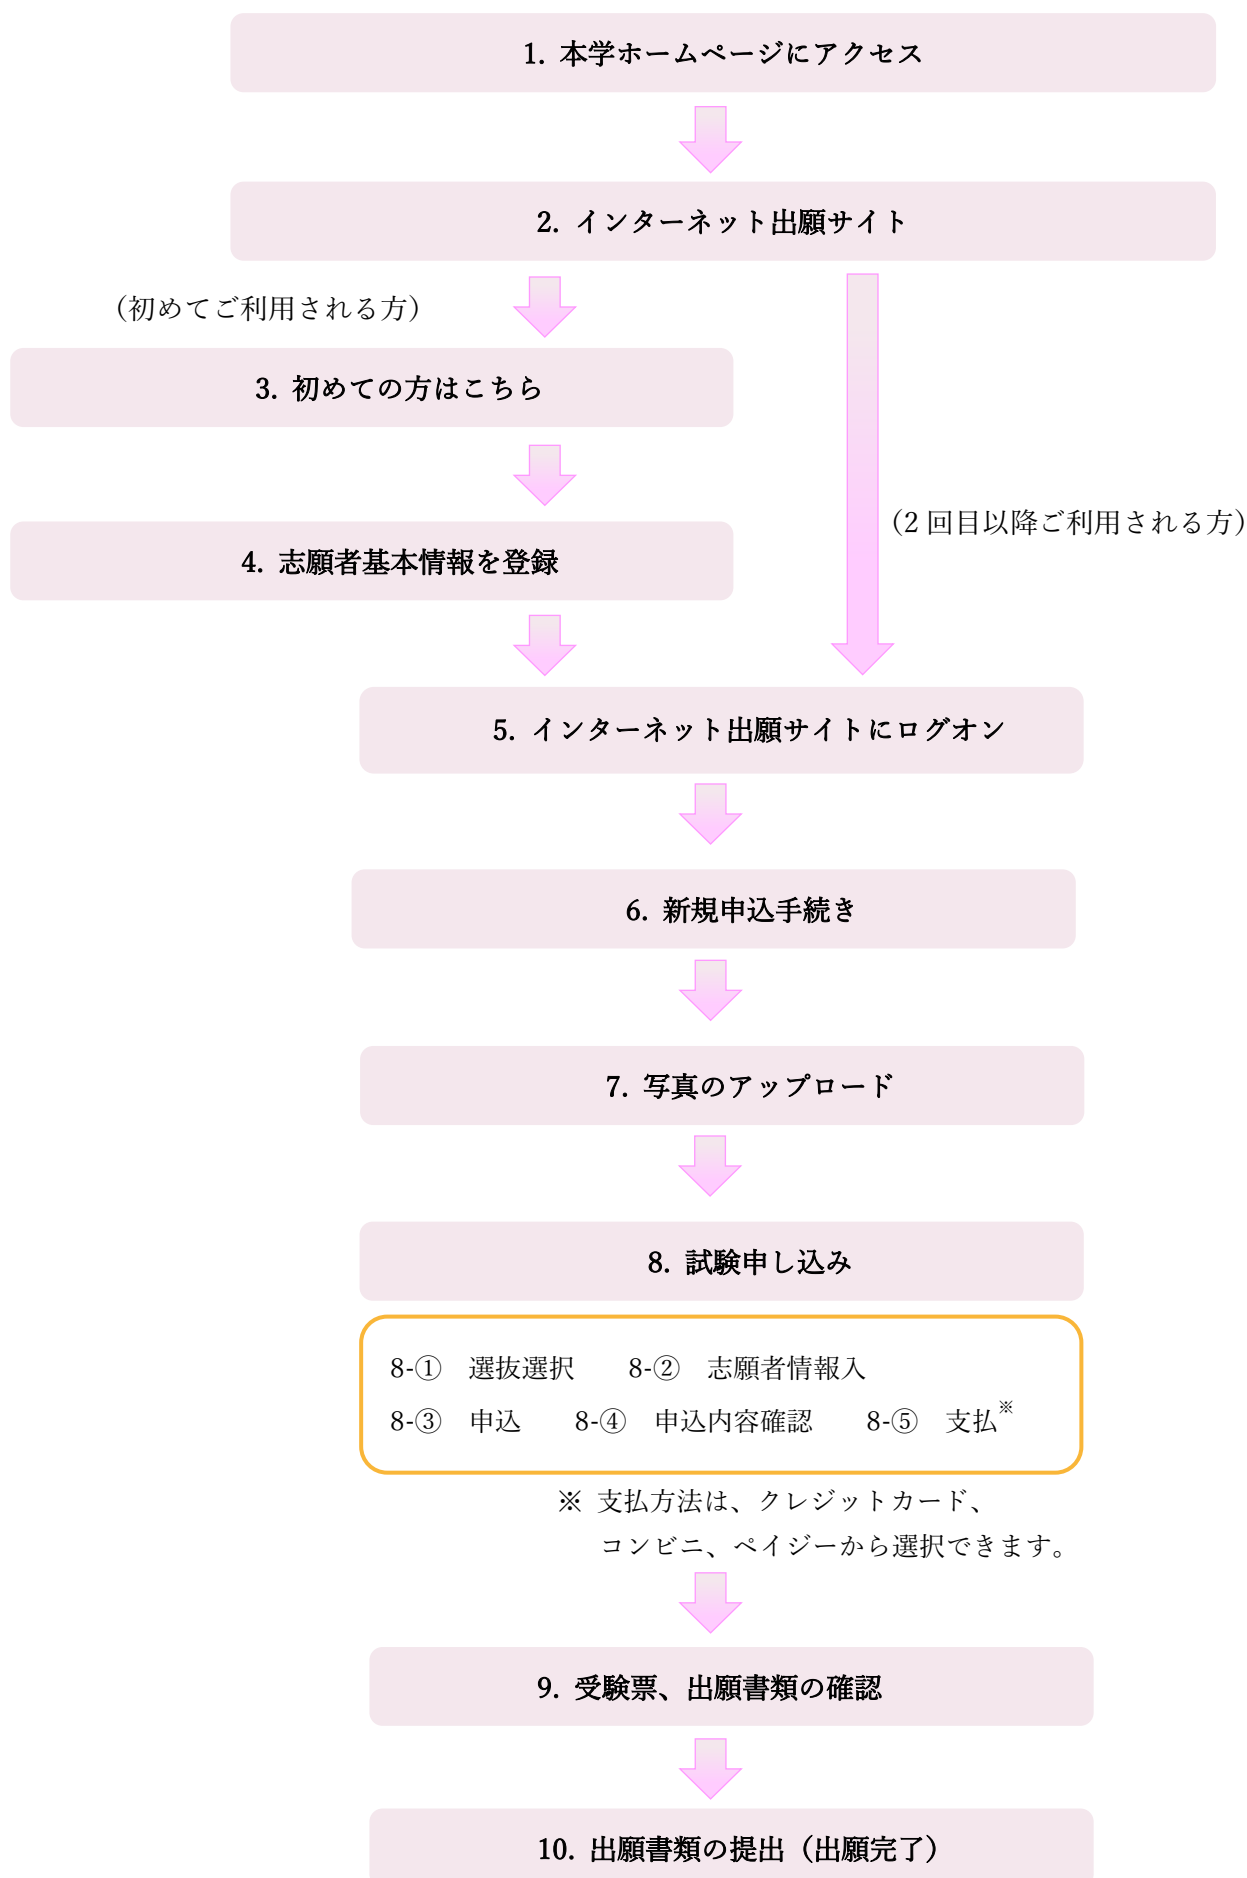 1. 本学ホームページにアクセス
2. インターネット出願サイト
（初めてご利用される方）
3. 初めての方はこちら
4. 志願者基本情報を登録
（2 回目以降ご利用される方）
5. インターネット出願サイトにログオン
6. 新規申込手続き
7. 写真のアップロード
8. 試験申し込み
8-①　選抜選択　　8-②　志願者情報入
8-③　申込　　8-④　申込内容確認　　8-⑤　支払※
※ 支払方法は、クレジットカード、
コンビニ、ペイジーから選択できます。
9. 受験票、出願書類の確認
10. 出願書類の提出（出願完了）